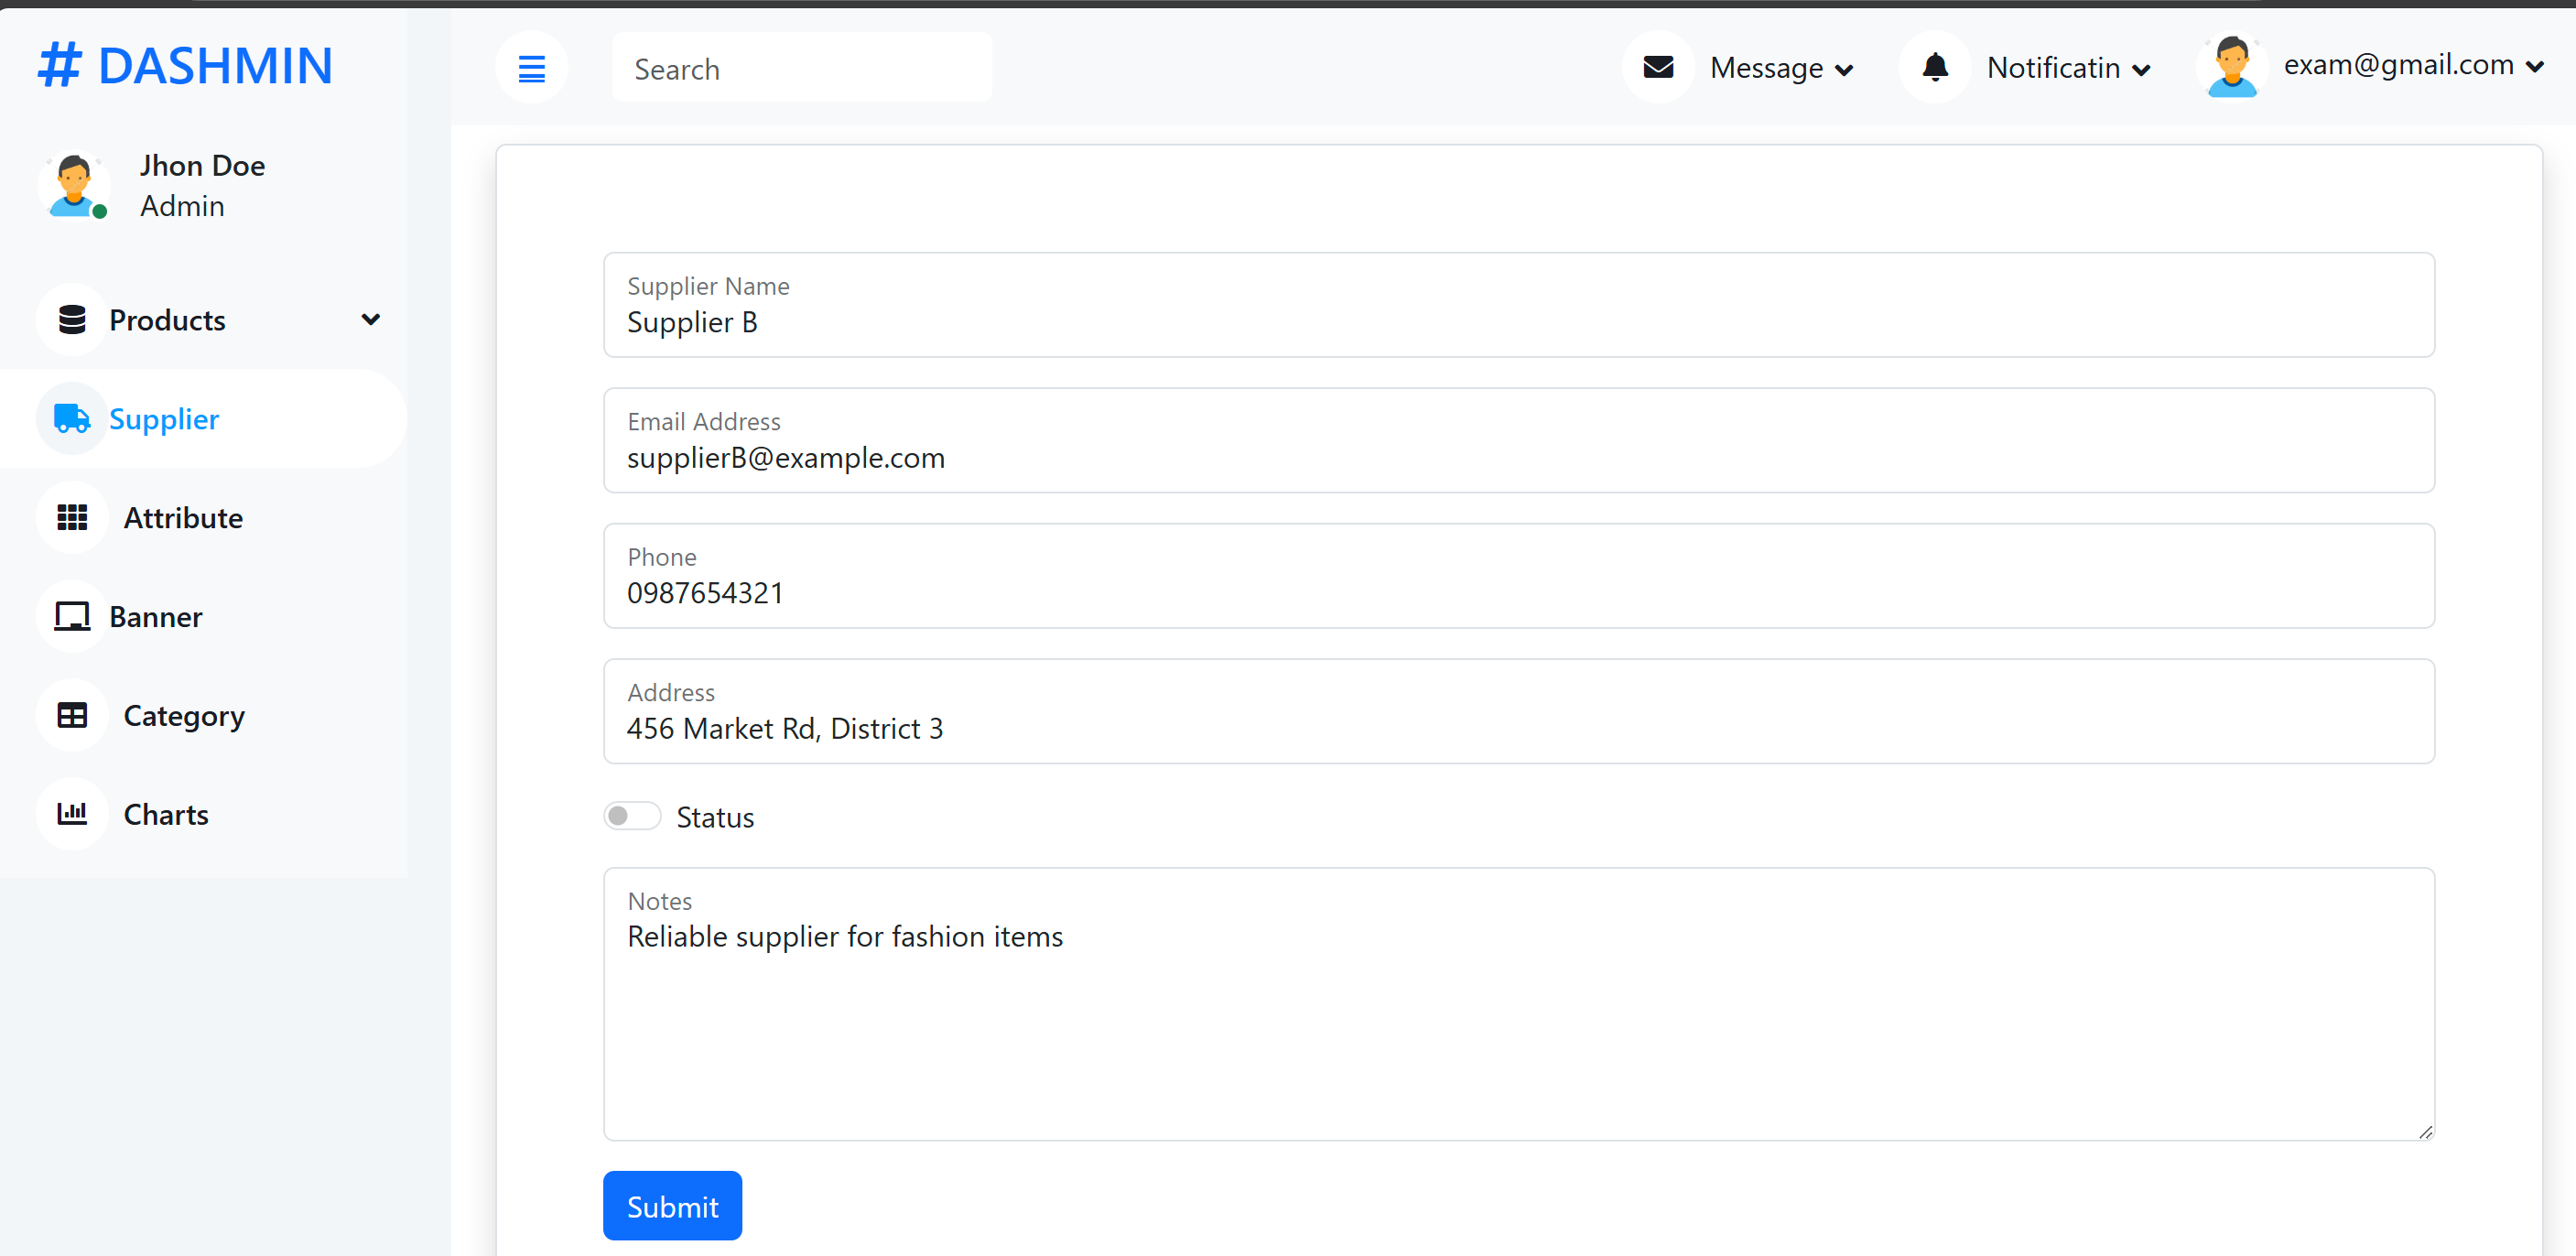 # DASHMIN
Search
Message
Notificatin
exam@gmail.com
Jhon Doe
Admin
Products
Supplier
Attribute
Banner
Category
Charts
Supplier Name
Supplier B
Email Address
supplierB@example.com
Phone
0987654321
Address
456 Market Rd, District 3
Status
Notes
Reliable supplier for fashion items
Submit